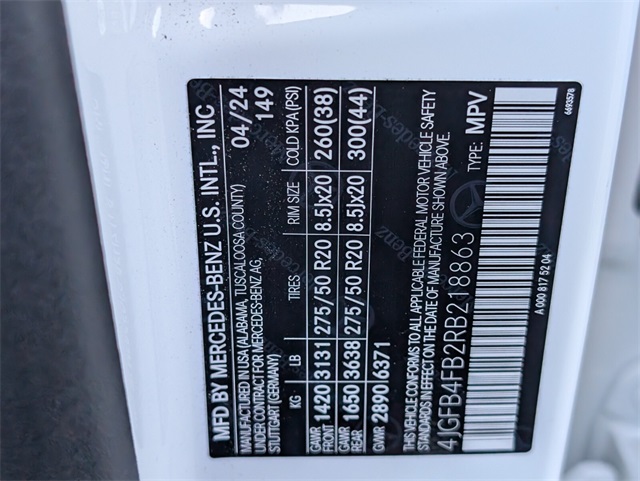 MFD BY MERCEDES-BENZ U.S. INTL., INC
MANUFACTURED IN USA (ALABAMA, TUSCALOOSA COUNTY) 04/24
UNDER CONTRACT FOR MERCEDES-BENZ AG, 149
STUTTGART (GERMANY)
KG LB TIRES RIM SIZE COLD KPA (PSI)
GAWR FRONT 1420 3131 275/50 R20 8.5Jx20 260(38)
GAWR REAR 1650 3638 275/50 R20 8.5Jx20 300(44)
GVWR 2890 6371
THIS VEHICLE CONFORMS TO ALL APPLICABLE FEDERAL MOTOR VEHICLE SAFETY
STANDARDS IN EFFECT ON THE DATE OF MANUFACTURE SHOWN ABOVE.
4JGFB4FB2RB218863 TYPE: MPV
A 000 817 52 04
6693578